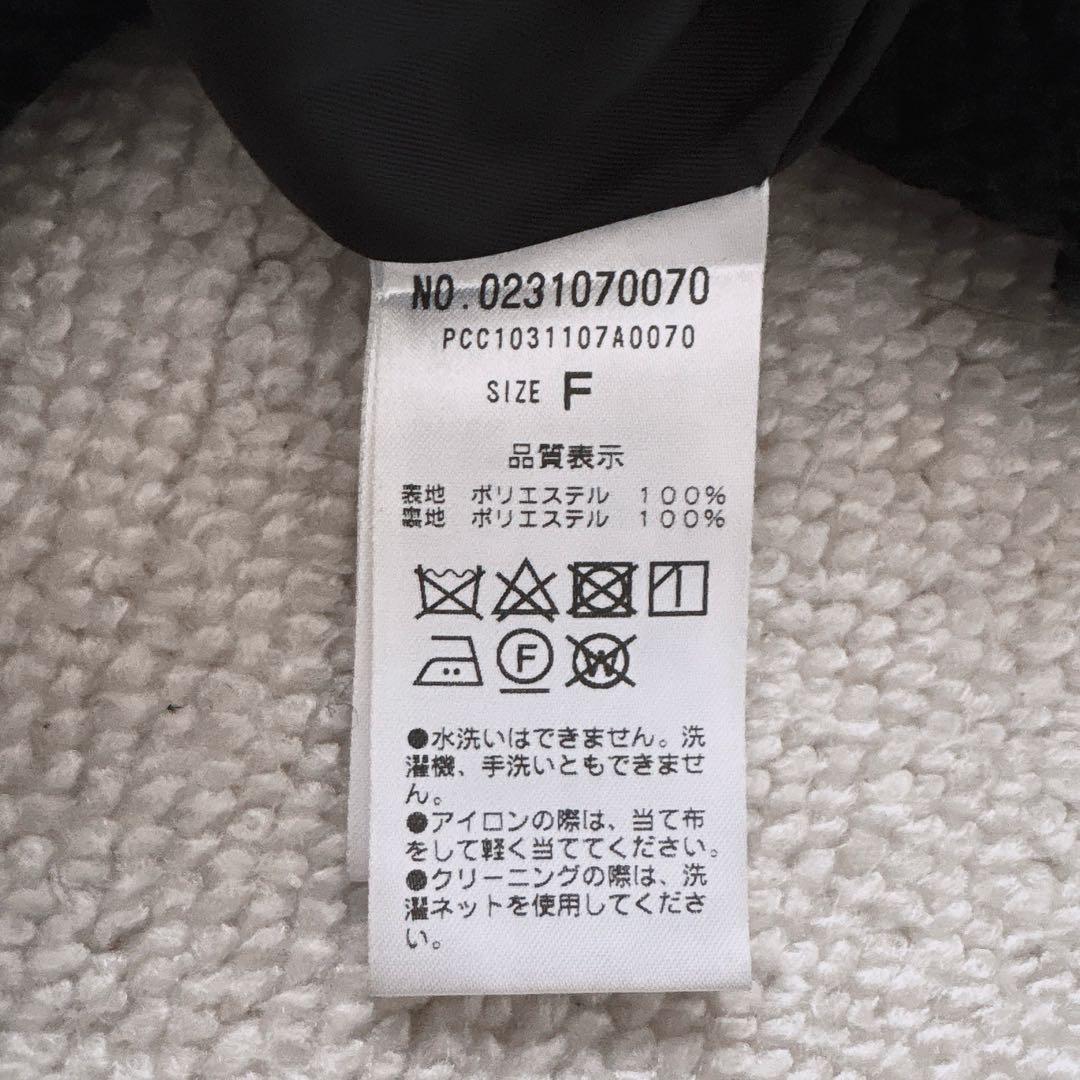 NO.0231070070
PCC1031107A0070
SIZE F
品質表示
表地 ポリエステル 100%
裏地 ポリエステル 100%
F
W
●水洗いはできません。洗
濯機、手洗いともできませ
ん。
●アイロンの際は、当て布
をして軽く当ててください。
●クリーニングの際は、洗
濯ネットを使用してくださ
い。